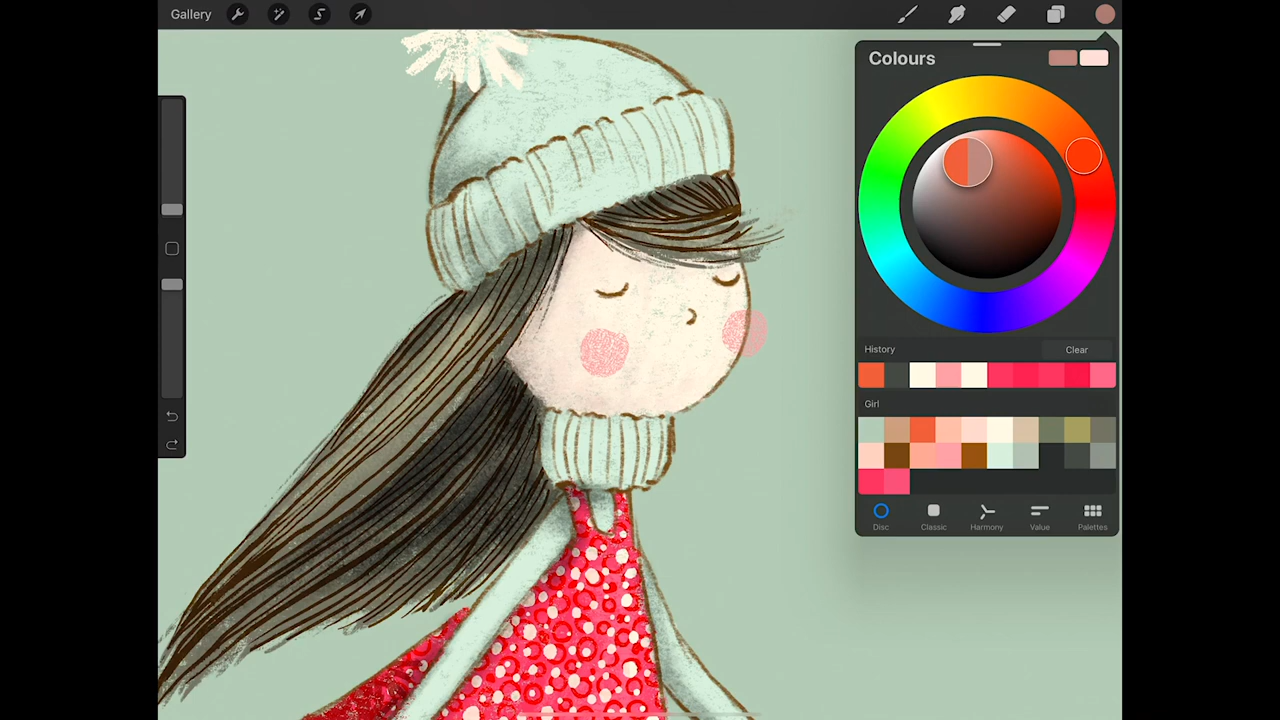 Gallery
Colours
History
Clear
Girl
Disc
Classic
Harmony
Value
Palettes